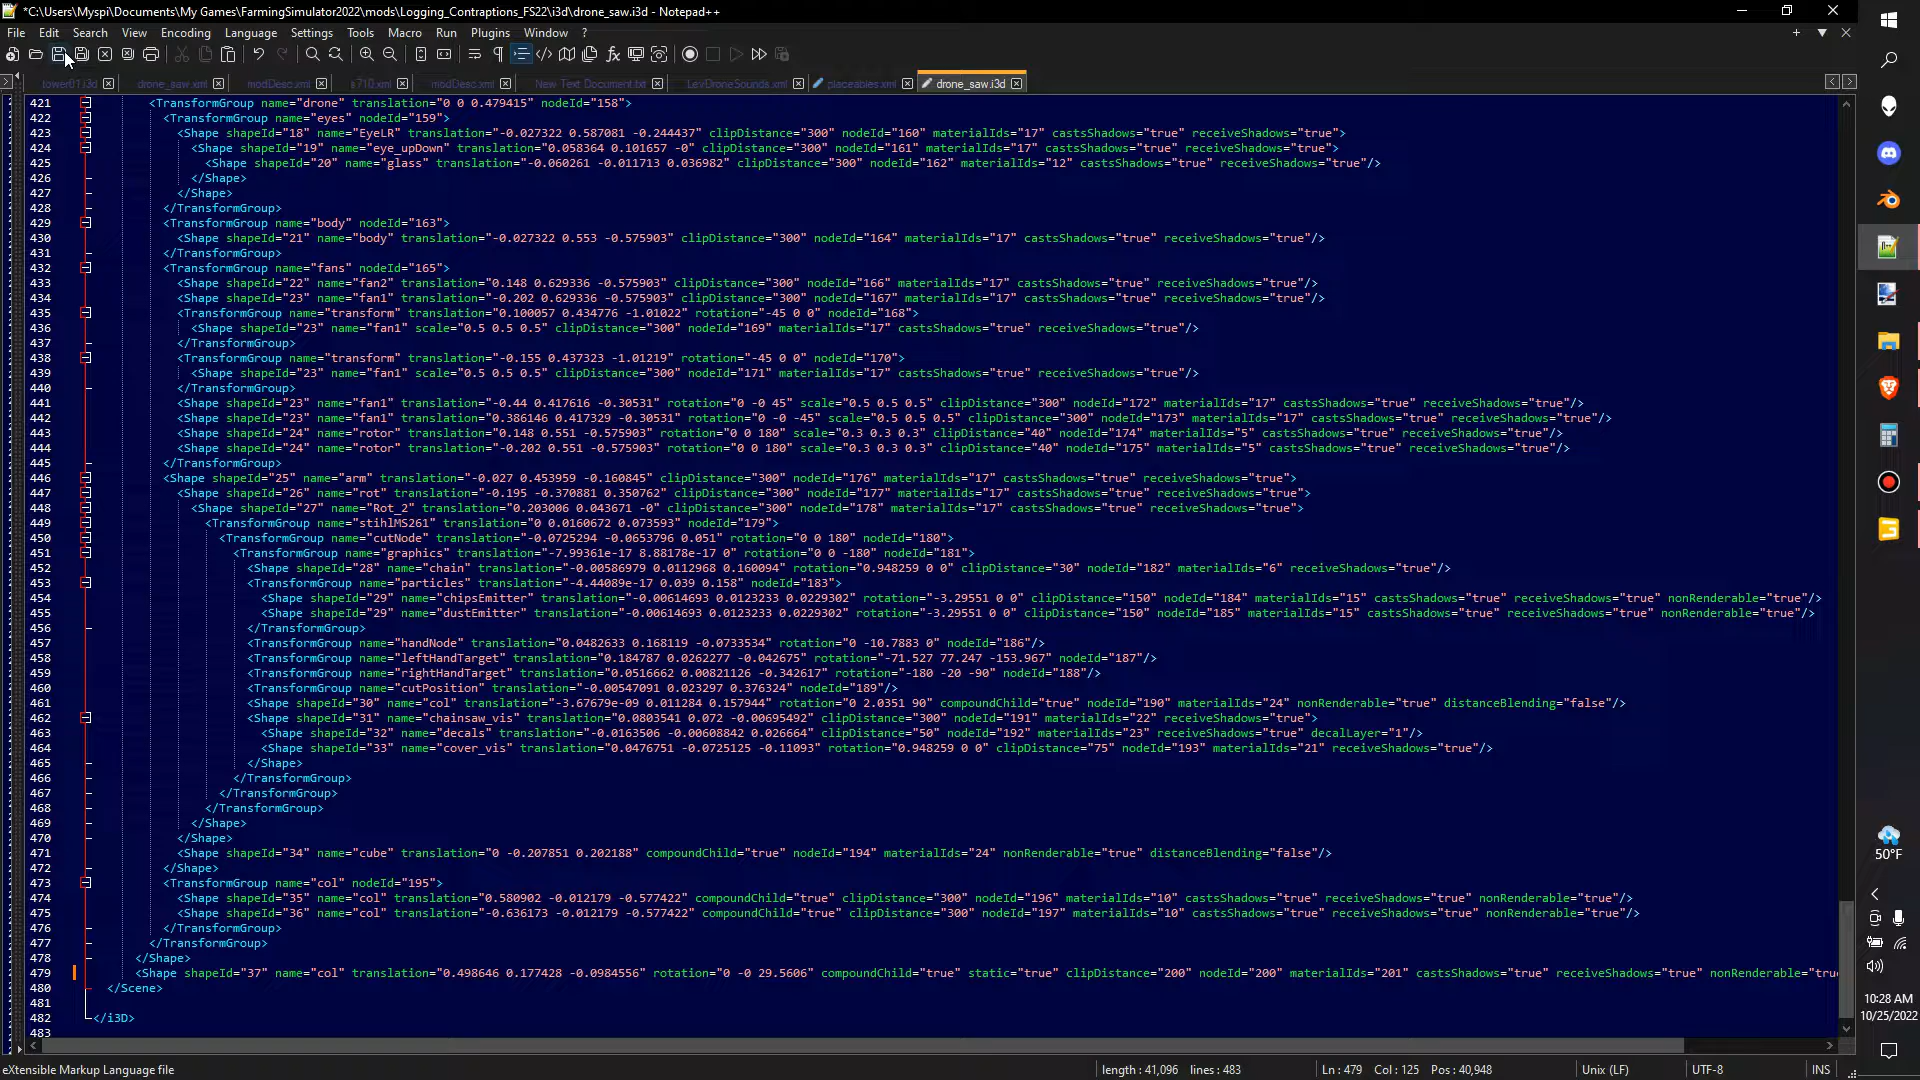 *C:\Users\Myspi\Documents\My Games\FarmingSimulator2022\mods\Logging_Contraptions_FS22\i3d\drone_saw.i3d - Notepad++
File Edit Search View Encoding Language Settings Tools Macro Run Plugins Window ?
tower01.i3d drone_saw.xml modDesc.xml s710.xml modDesc.xml New Text Document.txt LevDroneSounds.xml placeables.xml drone_saw.i3d
421 <TransformGroup name="drone" translation="0 0 0.479415" nodeId="158">
422 <TransformGroup name="eyes" nodeId="159">
423 <Shape shapeId="18" name="EyeLR" translation="-0.027322 0.587081 -0.244437" clipDistance="300" nodeId="160" materialIds="17" castsShadows="true" receiveShadows="true">
424 <Shape shapeId="19" name="eye_upDown" translation="0.058364 0.101657 -0" clipDistance="300" nodeId="161" materialIds="17" castsShadows="true" receiveShadows="true">
425 <Shape shapeId="20" name="glass" translation="-0.060261 -0.011713 0.036982" clipDistance="300" nodeId="162" materialIds="12" castsShadows="true" receiveShadows="true"/>
426 </Shape>
427 </Shape>
428 </TransformGroup>
429 <TransformGroup name="body" nodeId="163">
430 <Shape shapeId="21" name="body" translation="-0.027322 0.553 -0.575903" clipDistance="300" nodeId="164" materialIds="17" castsShadows="true" receiveShadows="true"/>
431 </TransformGroup>
432 <TransformGroup name="fans" nodeId="165">
433 <Shape shapeId="22" name="fan2" translation="0.148 0.629336 -0.575903" clipDistance="300" nodeId="166" materialIds="17" castsShadows="true" receiveShadows="true"/>
434 <Shape shapeId="23" name="fan1" translation="-0.202 0.629336 -0.575903" clipDistance="300" nodeId="167" materialIds="17" castsShadows="true" receiveShadows="true"/>
435 <TransformGroup name="transform" translation="0.100057 0.434776 -1.01022" rotation="-45 0 0" nodeId="168">
436 <Shape shapeId="23" name="fan1" scale="0.5 0.5 0.5" clipDistance="300" nodeId="169" materialIds="17" castsShadows="true" receiveShadows="true"/>
437 </TransformGroup>
438 <TransformGroup name="transform" translation="-0.155 0.437323 -1.01219" rotation="-45 0 0" nodeId="170">
439 <Shape shapeId="23" name="fan1" scale="0.5 0.5 0.5" clipDistance="300" nodeId="171" materialIds="17" castsShadows="true" receiveShadows="true"/>
440 </TransformGroup>
441 <Shape shapeId="23" name="fan1" translation="-0.44 0.417616 -0.30531" rotation="0 -0 45" scale="0.5 0.5 0.5" clipDistance="300" nodeId="172" materialIds="17" castsShadows="true" receiveShadows="true"/>
442 <Shape shapeId="23" name="fan1" translation="0.386146 0.417329 -0.30531" rotation="0 -0 -45" scale="0.5 0.5 0.5" clipDistance="300" nodeId="173" materialIds="17" castsShadows="true" receiveShadows="true"/>
443 <Shape shapeId="24" name="rotor" translation="0.148 0.551 -0.575903" rotation="0 0 180" scale="0.3 0.3 0.3" clipDistance="40" nodeId="174" materialIds="5" castsShadows="true" receiveShadows="true"/>
444 <Shape shapeId="24" name="rotor" translation="-0.202 0.551 -0.575903" rotation="0 0 180" scale="0.3 0.3 0.3" clipDistance="40" nodeId="175" materialIds="5" castsShadows="true" receiveShadows="true"/>
445 </TransformGroup>
446 <Shape shapeId="25" name="arm" translation="-0.027 0.453959 -0.160845" clipDistance="300" nodeId="176" materialIds="17" castsShadows="true" receiveShadows="true">
447 <Shape shapeId="26" name="rot" translation="-0.195 -0.370881 0.350762" clipDistance="300" nodeId="177" materialIds="17" castsShadows="true" receiveShadows="true">
448 <Shape shapeId="27" name="Rot_2" translation="0.203006 0.043671 -0" clipDistance="300" nodeId="178" materialIds="17" castsShadows="true" receiveShadows="true">
449 <TransformGroup name="stihlMS261" translation="0 0.0160672 0.073593" nodeId="179">
450 <TransformGroup name="cutNode" translation="-0.0725294 -0.0653796 0.051" rotation="0 0 180" nodeId="180">
451 <TransformGroup name="graphics" translation="-7.99361e-17 8.88178e-17 0" rotation="0 0 -180" nodeId="181">
452 <Shape shapeId="28" name="chain" translation="-0.00586979 0.0112968 0.160094" rotation="0.948259 0 0" clipDistance="30" nodeId="182" materialIds="6" receiveShadows="true"/>
453 <TransformGroup name="particles" translation="-4.44089e-17 0.039 0.158" nodeId="183">
454 <Shape shapeId="29" name="chipsEmitter" translation="-0.00614693 0.0123233 0.0229302" rotation="-3.29551 0 0" clipDistance="150" nodeId="184" materialIds="15" castsShadows="true" receiveShadows="true" nonRenderable="true"/>
455 <Shape shapeId="29" name="dustEmitter" translation="-0.00614693 0.0123233 0.0229302" rotation="-3.29551 0 0" clipDistance="150" nodeId="185" materialIds="15" castsShadows="true" receiveShadows="true" nonRenderable="true"/>
456 </TransformGroup>
457 <TransformGroup name="handNode" translation="0.0482633 0.168119 -0.0733534" rotation="0 -10.7883 0" nodeId="186"/>
458 <TransformGroup name="leftHandTarget" translation="0.184787 0.0262277 -0.042675" rotation="-71.527 77.247 -153.967" nodeId="187"/>
459 <TransformGroup name="rightHandTarget" translation="0.0516662 0.00821126 -0.342617" rotation="-180 -20 -90" nodeId="188"/>
460 <TransformGroup name="cutPosition" translation="-0.00547091 0.023297 0.376324" nodeId="189"/>
461 <Shape shapeId="30" name="col" translation="-3.67679e-09 0.011284 0.157944" rotation="0 2.0351 90" compoundChild="true" nodeId="190" materialIds="24" nonRenderable="true" distanceBlending="false"/>
462 <Shape shapeId="31" name="chainsaw_vis" translation="0.0803541 0.072 -0.00695492" clipDistance="300" nodeId="191" materialIds="22" receiveShadows="true">
463 <Shape shapeId="32" name="decals" translation="-0.0163506 -0.00608842 0.026664" clipDistance="50" nodeId="192" materialIds="23" receiveShadows="true" decalLayer="1"/>
464 <Shape shapeId="33" name="cover_vis" translation="0.0476751 -0.0725125 -0.11093" rotation="0.948259 0 0" clipDistance="75" nodeId="193" materialIds="21" receiveShadows="true"/>
465 </Shape>
466 </TransformGroup>
467 </TransformGroup>
468 </TransformGroup>
469 </Shape>
470 </Shape>
471 <Shape shapeId="34" name="cube" translation="0 -0.207851 0.202188" compoundChild="true" nodeId="194" materialIds="24" nonRenderable="true" distanceBlending="false"/>
472 </Shape>
473 <TransformGroup name="col" nodeId="195">
474 <Shape shapeId="35" name="col" translation="0.580902 -0.012179 -0.577422" compoundChild="true" clipDistance="300" nodeId="196" materialIds="10" castsShadows="true" receiveShadows="true" nonRenderable="true"/>
475 <Shape shapeId="36" name="col" translation="-0.636173 -0.012179 -0.577422" compoundChild="true" clipDistance="300" nodeId="197" materialIds="10" castsShadows="true" receiveShadows="true" nonRenderable="true"/>
476 </TransformGroup>
477 </TransformGroup>
478 </Shape>
479 <Shape shapeId="37" name="col" translation="0.498646 0.177428 -0.0984556" rotation="0 -0 29.5606" compoundChild="true" static="true" clipDistance="200" nodeId="200" materialIds="201" castsShadows="true" receiveShadows="true" nonRenderable="tru
480 </Scene>
481
482 </i3D>
483
50°F
10:28 AM
10/25/2022
eXtensible Markup Language file length : 41,096 lines : 483 Ln : 479 Col : 125 Pos : 40,948 Unix (LF) UTF-8 INS